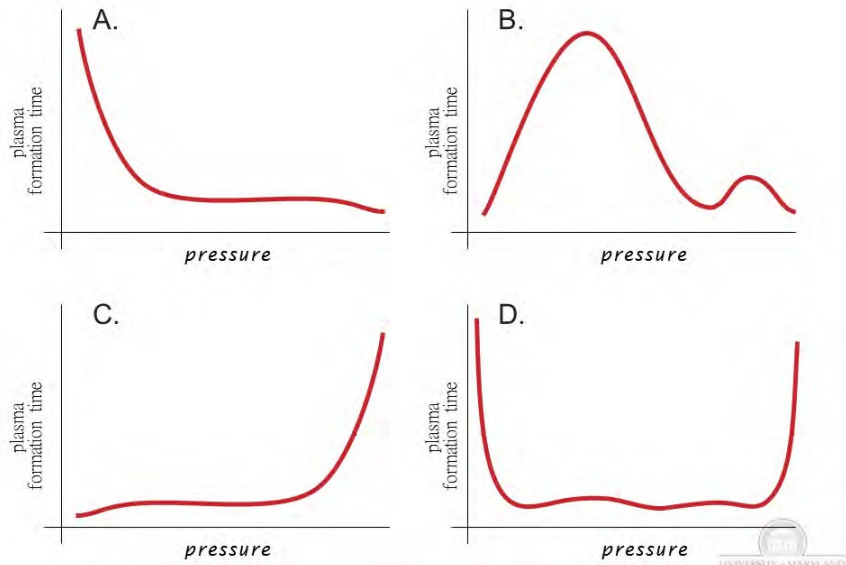 A.
plasma
formation time
pressure
B.
plasma
formation time
pressure
C.
plasma
formation time
pressure
D.
plasma
formation time
pressure